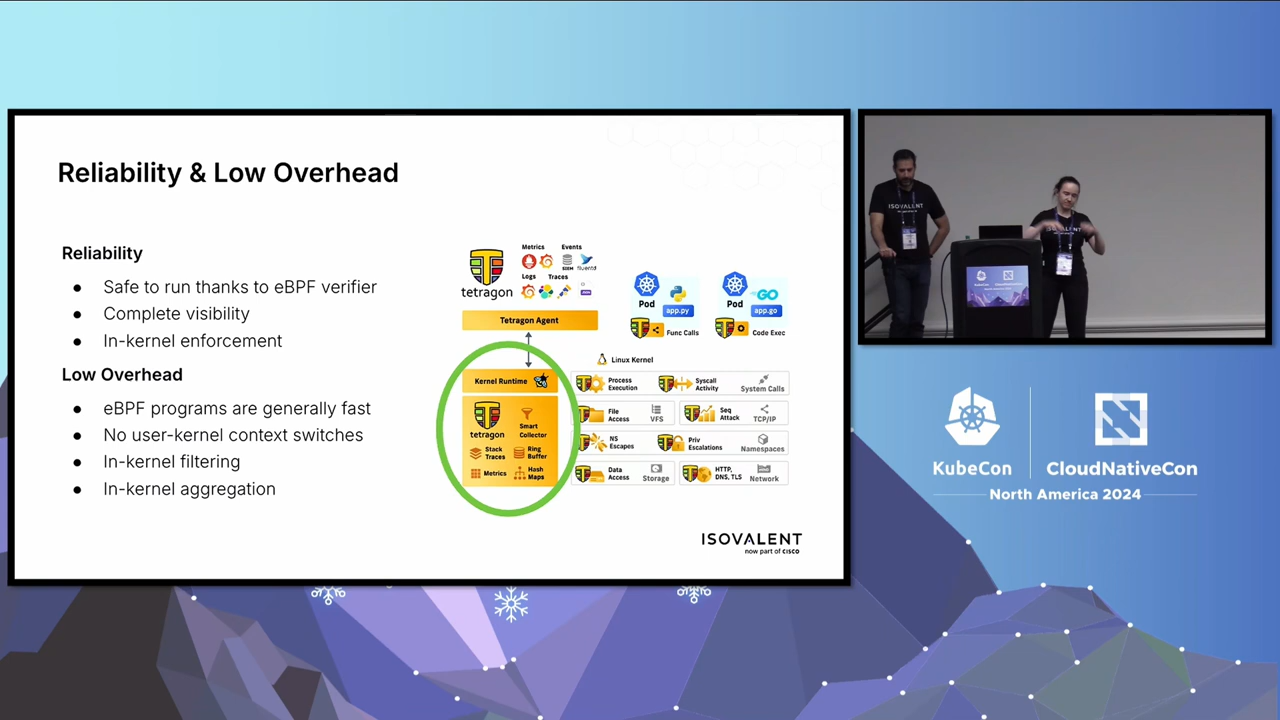 Reliability & Low Overhead
Reliability
● Safe to run thanks to eBPF verifier
● Complete visibility
● In-kernel enforcement
Low Overhead
● eBPF programs are generally fast
● No user-kernel context switches
● In-kernel filtering
● In-kernel aggregation
tetragon
Metrics Events
SIEM fluentd
Logs Traces
Tetragon Agent
Pod
app.py
Func Calls
Pod
GO
app.go
Code Exec
Linux Kernel
Kernel Runtime
tetragon
Smart Collector
Stack Traces
Ring Buffer
Metrics
Hash Maps
Process Execution
Syscall Activity
System Calls
File Access
VFS
Seq Attack
TCP/IP
NS Escapes
Priv Escalations
Namespaces
Data Access
Storage
HTTP, DNS, TLS
Network
ISOVALENT
now part of CISCO
ISOVALENT
ISOVALENT
KubeCon
CloudNativeCon
North America 2024